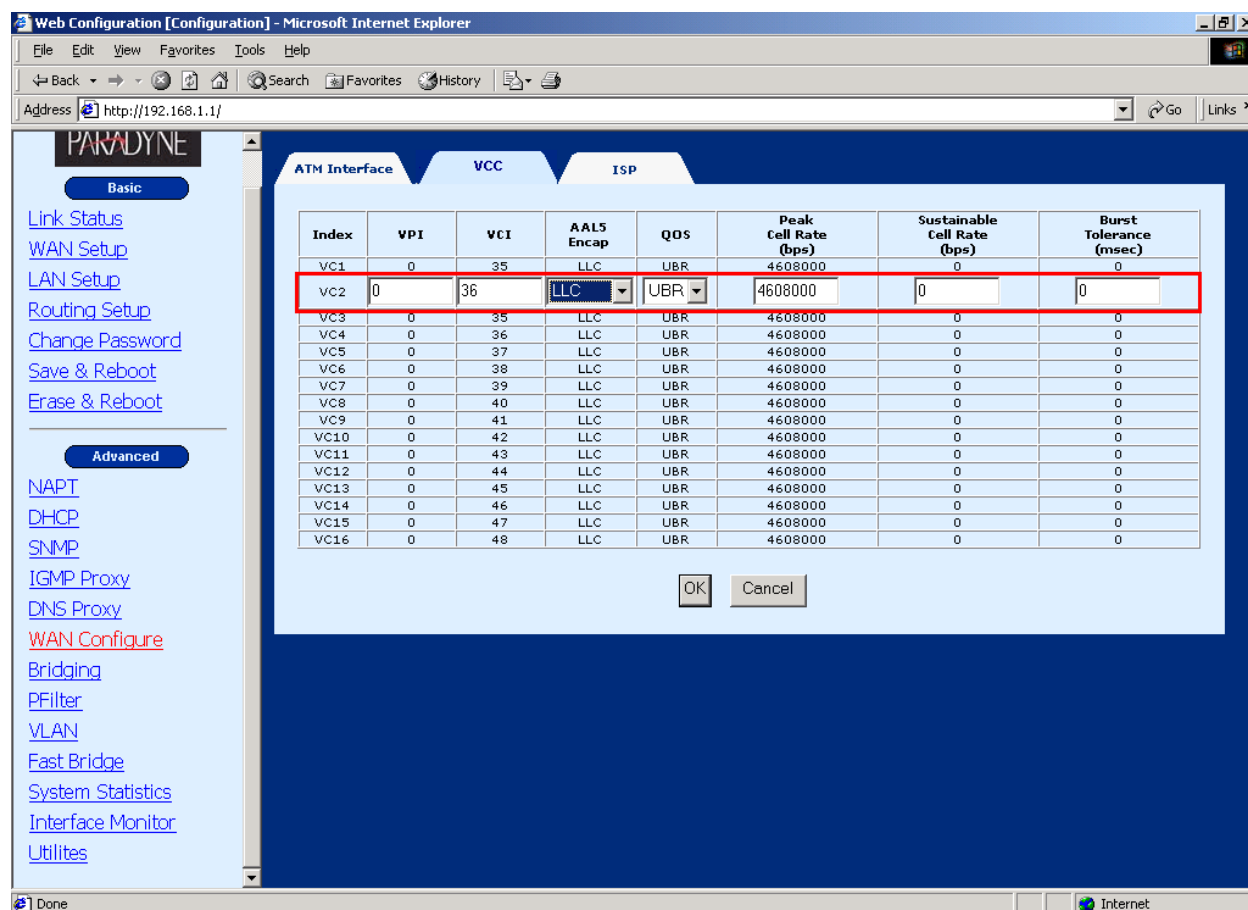 Web Configuration [Configuration] - Microsoft Internet Explorer
File Edit View Favorites Tools Help
Back Search Favorites History
Address http://192.168.1.1/ Go Links
PARADYNE
Basic
Link Status
WAN Setup
LAN Setup
Routing Setup
Change Password
Save & Reboot
Erase & Reboot
Advanced
NAPT
DHCP
SNMP
IGMP Proxy
DNS Proxy
WAN Configure
Bridging
PFilter
VLAN
Fast Bridge
System Statistics
Interface Monitor
Utilites
ATM Interface VCC ISP
Index VPI VCI AAL5 Encap QOS Peak Cell Rate (bps) Sustainable Cell Rate (bps) Burst Tolerance (msec)
VC1 0 35 LLC UBR 4608000 0 0
VC2 0 36 LLC UBR 4608000 0 0
VC3 0 35 LLC UBR 4608000 0 0
VC4 0 36 LLC UBR 4608000 0 0
VC5 0 37 LLC UBR 4608000 0 0
VC6 0 38 LLC UBR 4608000 0 0
VC7 0 39 LLC UBR 4608000 0 0
VC8 0 40 LLC UBR 4608000 0 0
VC9 0 41 LLC UBR 4608000 0 0
VC10 0 42 LLC UBR 4608000 0 0
VC11 0 43 LLC UBR 4608000 0 0
VC12 0 44 LLC UBR 4608000 0 0
VC13 0 45 LLC UBR 4608000 0 0
VC14 0 46 LLC UBR 4608000 0 0
VC15 0 47 LLC UBR 4608000 0 0
VC16 0 48 LLC UBR 4608000 0 0
OK Cancel
Done Internet